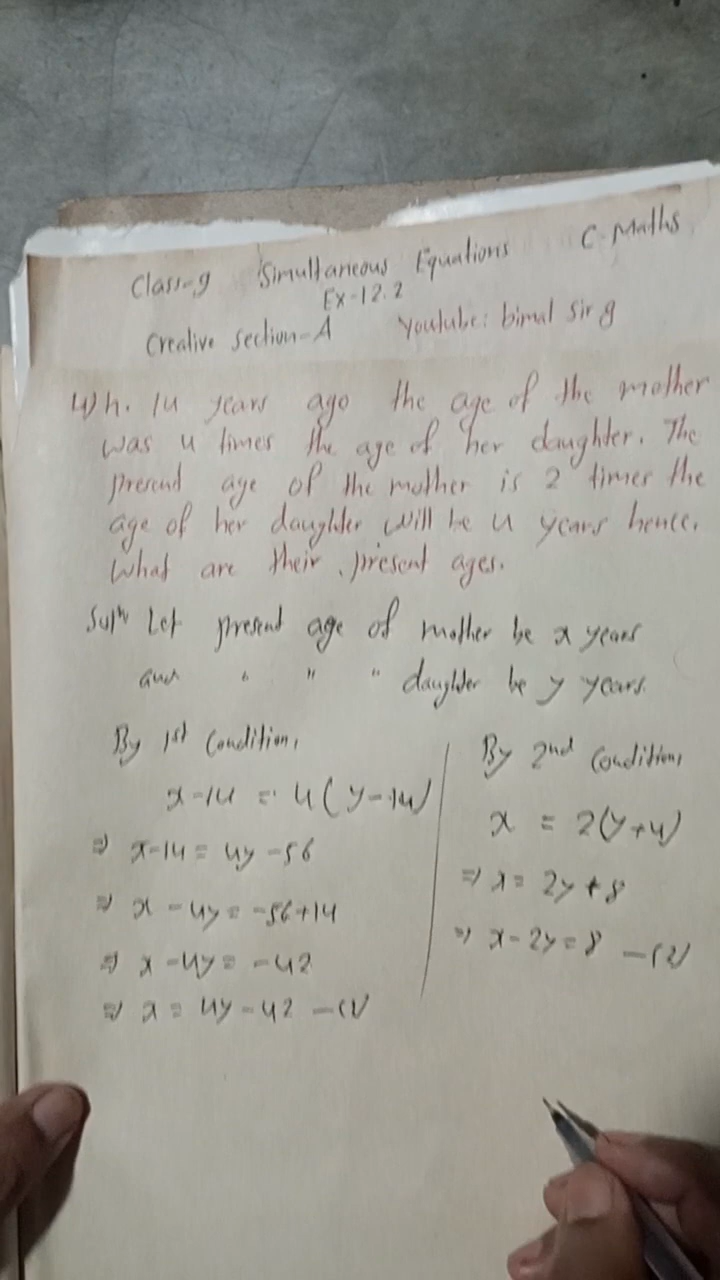 Class-9 Simultaneous Equations C. Maths
Ex-12.2
Creative Section-A Youtube: bimal sir g
4) h. 14 years ago the age of the mother
was 4 times the age of her daughter. The
present age of the mother is 2 times the
age of her daughter will be 4 years hence.
What are their present ages.
Solⁿ Let present age of mother be x years
and " " " daughter be y years.
By 1st Condition,
x-14 = 4(y-14)
⇒ x-14 = 4y-56
⇒ x-4y = -56+14
⇒ x-4y = -42
⇒ x = 4y-42 —(1)
By 2nd Condition,
x = 2(y+4)
⇒ x = 2y+8
⇒ x-2y = 8 —(2)